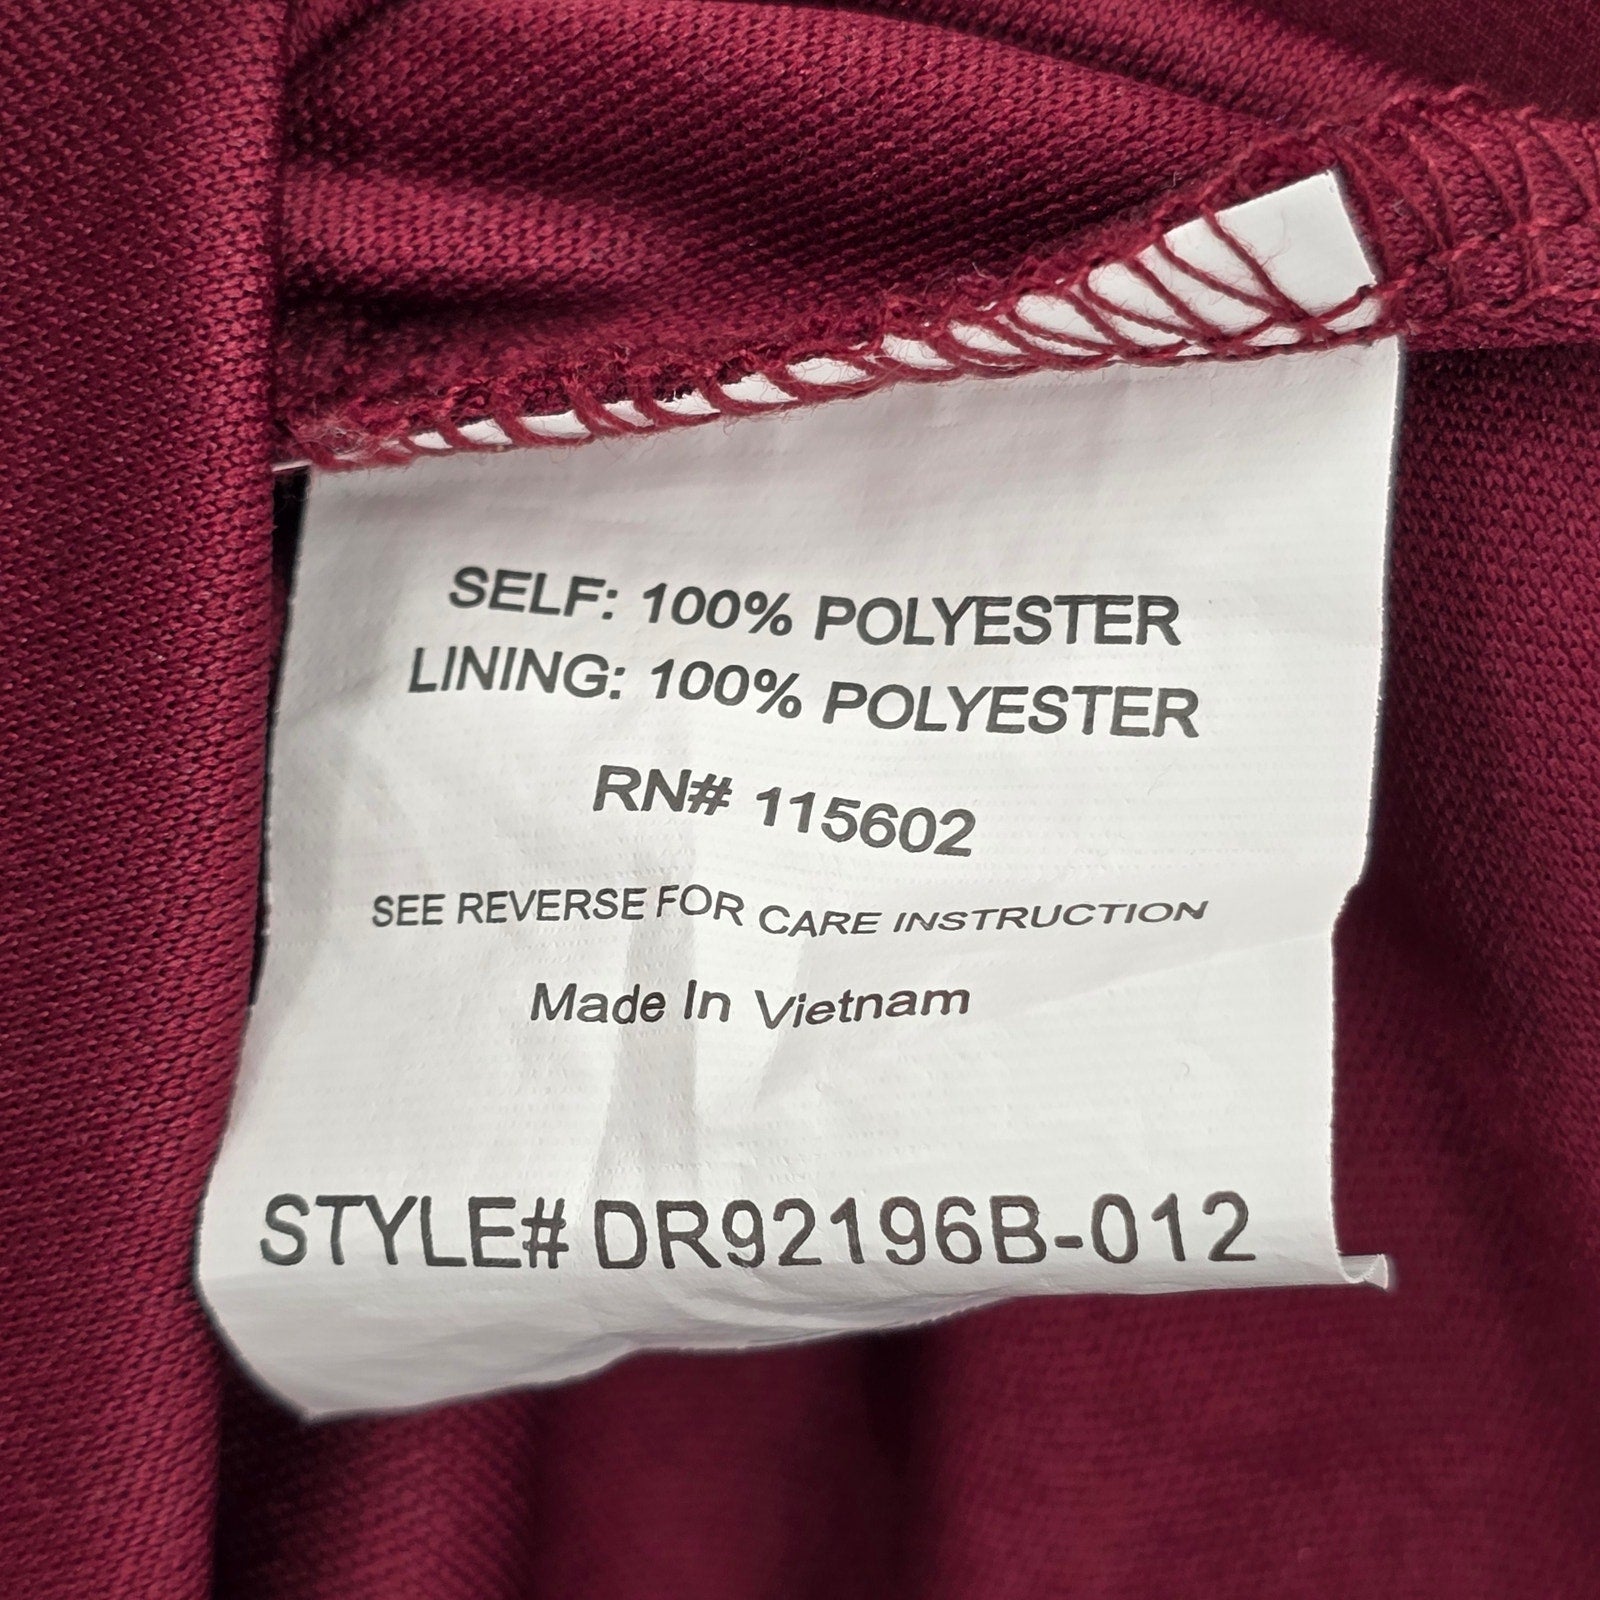 SELF: 100% POLYESTER
LINING: 100% POLYESTER
RN# 115602
SEE REVERSE FOR CARE INSTRUCTION
Made In Vietnam
STYLE# DR92196B-012